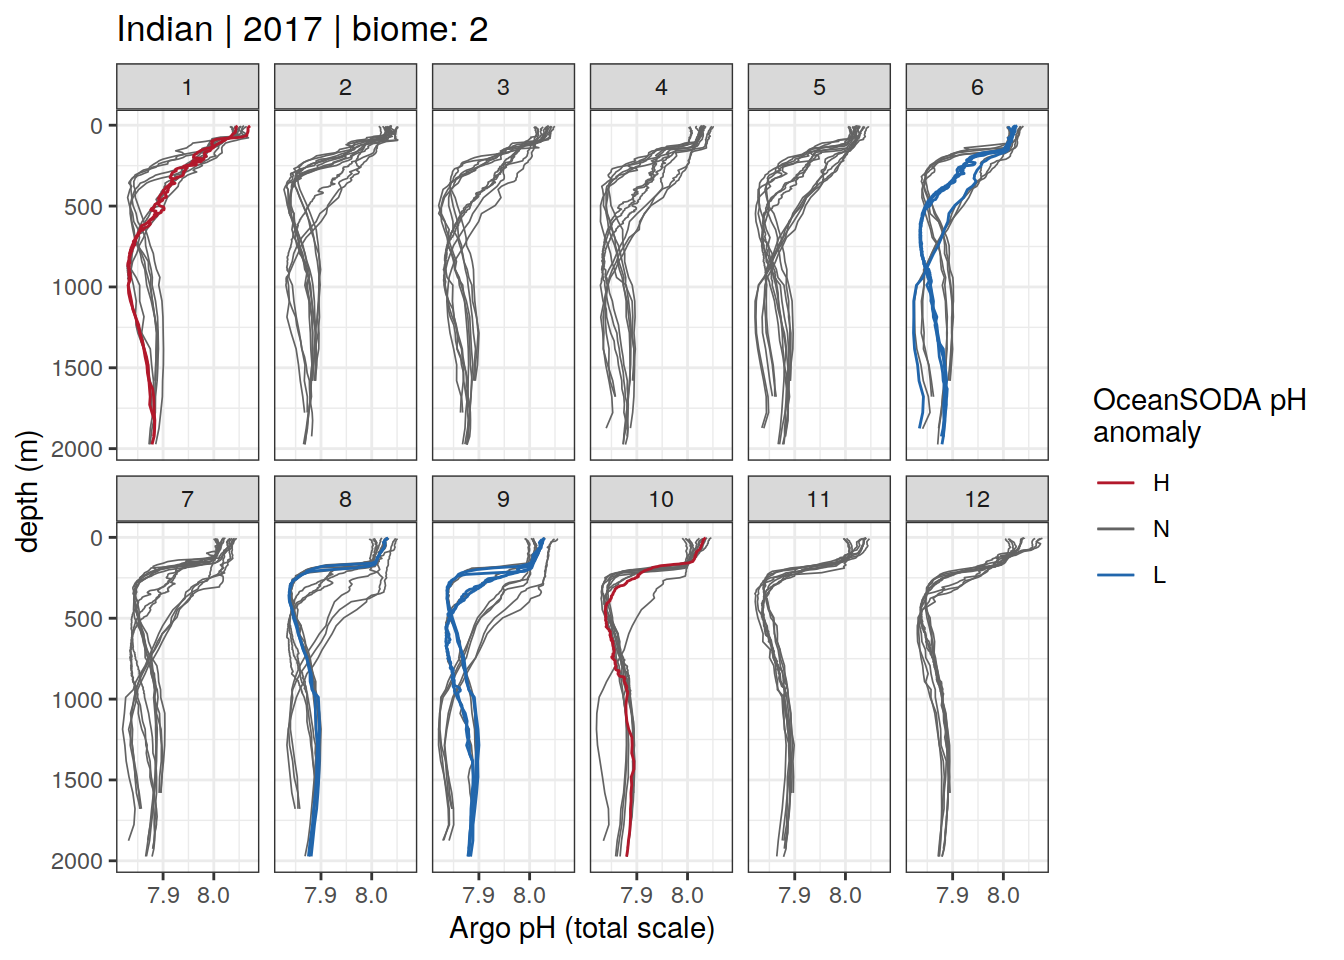 Indian | 2017 | biome: 2
1 2 3 4 5 6
0
500
1000
1500
2000
7 8 9 10 11 12
0
500
1000
1500
2000
7.9 8.0 7.9 8.0 7.9 8.0 7.9 8.0 7.9 8.0 7.9 8.0
Argo pH (total scale)
depth (m)
OceanSODA pH
anomaly
H
N
L